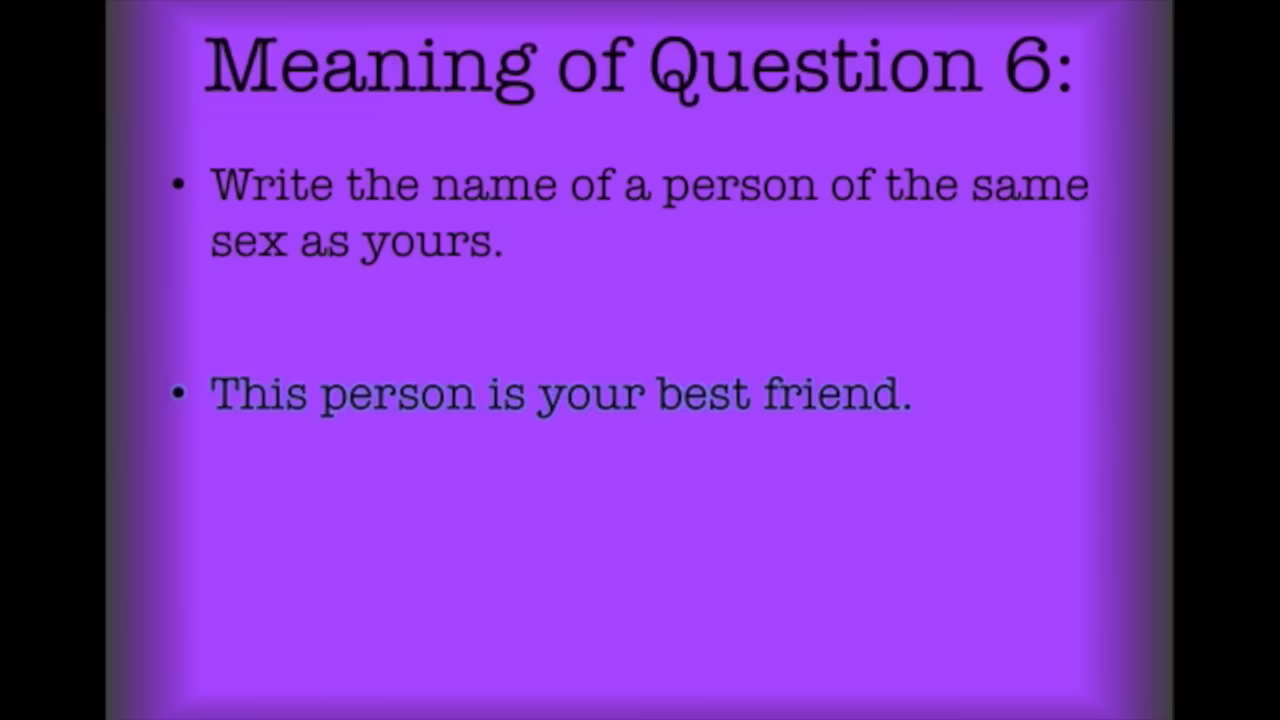 Meaning of Question 6:
• Write the name of a person of the same
sex as yours.
• This person is your best friend.